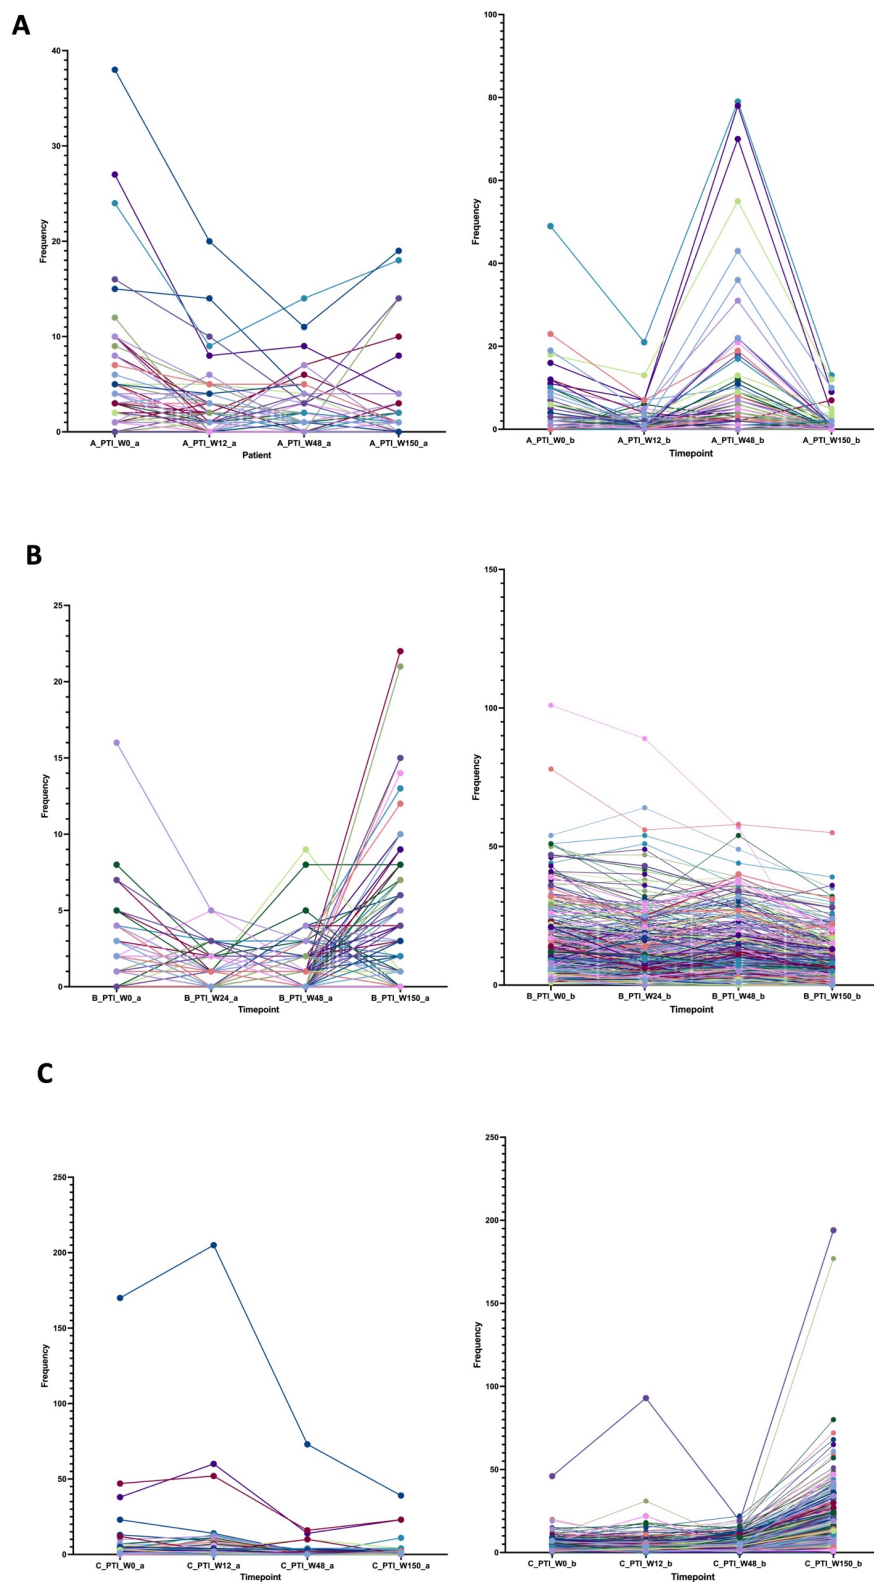 A
40
30
20
10
0
Frequency
A_PTI_W0_a
A_PTI_W12_a
A_PTI_W48_a
A_PTI_W150_a
Patient
100
80
60
40
20
0
Frequency
A_PTI_W0_b
A_PTI_W12_b
A_PTI_W48_b
A_PTI_W150_b
Timepoint
B
25
20
15
10
5
0
Frequency
B_PTI_W0_a
B_PTI_W24_a
B_PTI_W48_a
B_PTI_W150_a
Timepoint
150
100
50
0
Frequency
B_PTI_W0_b
B_PTI_W24_b
B_PTI_W48_b
B_PTI_W150_b
Timepoint
C
250
200
150
100
50
0
Frequency
C_PTI_W0_a
C_PTI_W12_a
C_PTI_W48_a
C_PTI_W150_a
Timepoint
250
200
150
100
50
0
Frequency
C_PTI_W0_b
C_PTI_W12_b
C_PTI_W48_b
C_PTI_W150_b
Timepoint